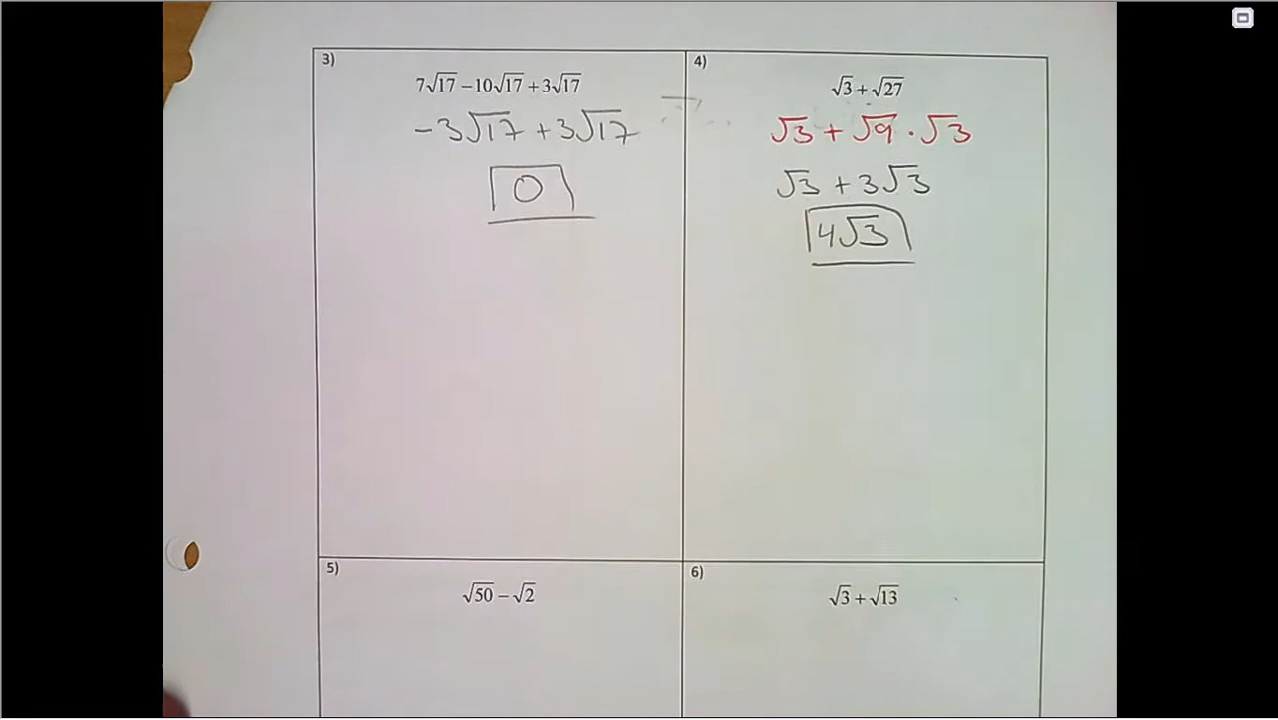 3)
7√17 − 10√17 + 3√17
−3√17 + 3√17
0
4)
√3 + √27
√3 + √9 · √3
√3 + 3√3
4√3
5)
√50 − √2
6)
√3 + √13